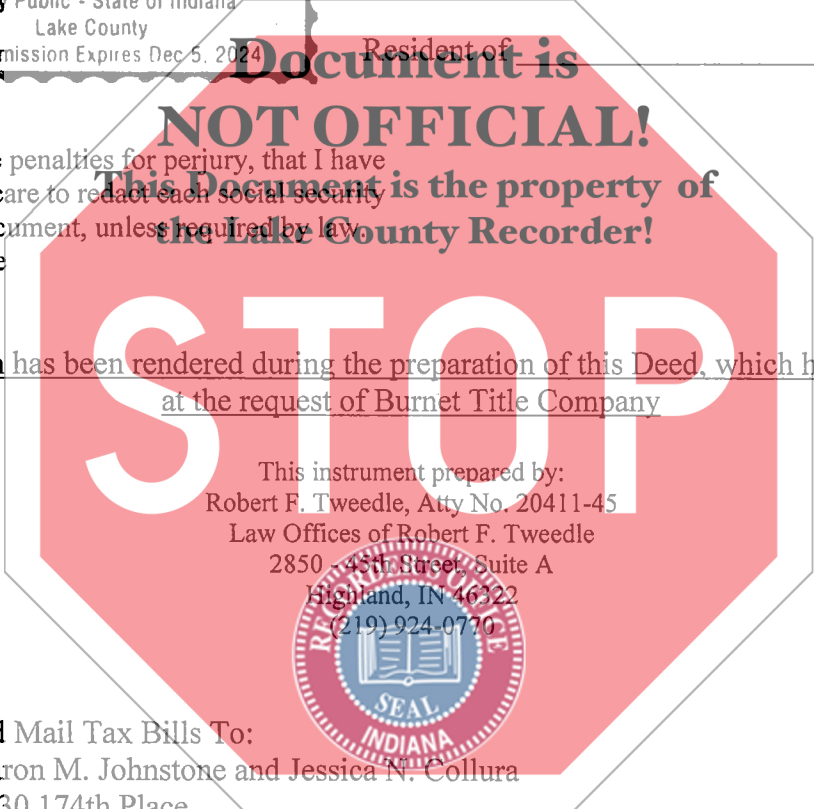 Public - State of Indiana
Lake County
mission Expires Dec 5, 2024
Resident of
Document is
NOT OFFICIAL!
This Document is the property of
the Lake County Recorder!
penalties for perjury, that I have
care to redact each social security
cument, unless required by law.
STOP
has been rendered during the preparation of this Deed, which h
at the request of Burnet Title Company
This instrument prepared by:
Robert F. Tweedle, Atty No. 20411-45
Law Offices of Robert F. Tweedle
2850 - 45th Street, Suite A
Highland, IN 46322
(219) 924-0770
RECORDER'S OFFICE
SEAL
INDIANA
Mail Tax Bills To:
ron M. Johnstone and Jessica N. Collura
30 174th Place